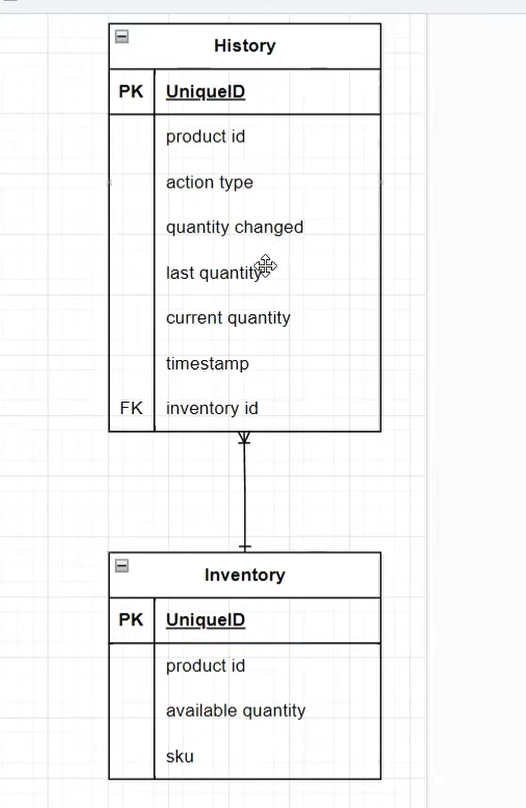 History
PK UniqueID
product id
action type
quantity changed
last quantity
current quantity
timestamp
FK inventory id
Inventory
PK UniqueID
product id
available quantity
sku